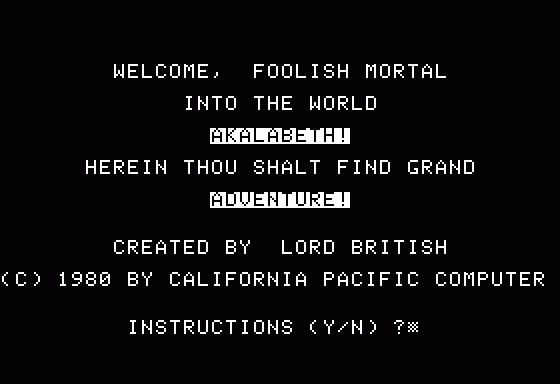 WELCOME,  FOOLISH MORTAL
INTO THE WORLD
AKALABETH!
HEREIN THOU SHALT FIND GRAND
ADVENTURE!
CREATED BY  LORD BRITISH
(C) 1980 BY CALIFORNIA PACIFIC COMPUTER
INSTRUCTIONS (Y/N) ?